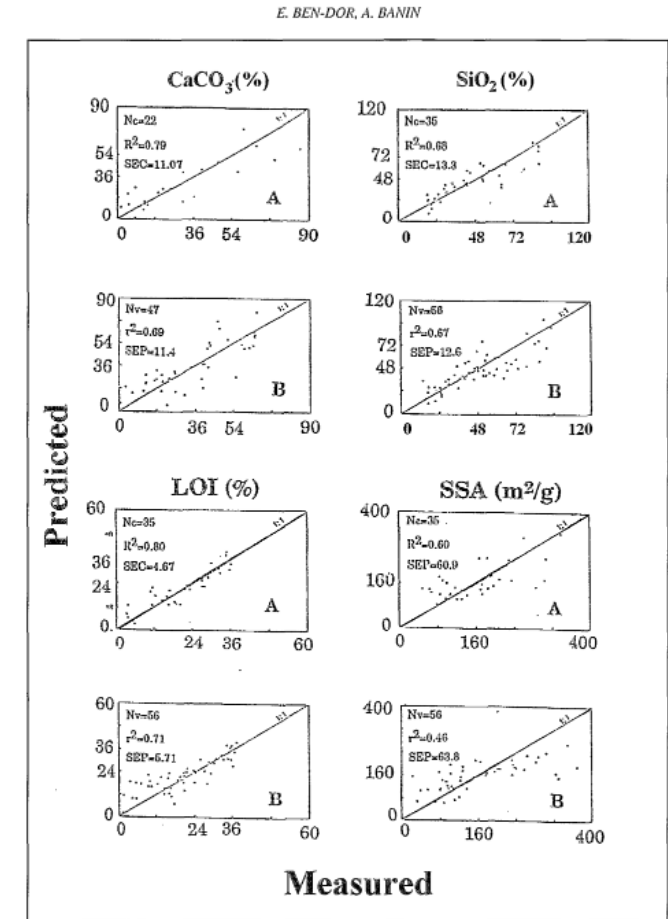 E. BEN-DOR, A. BANIN
CaCO3(%)
90
54
36
0
Nc=22
R²=0.79
SEC=11.07
1:1
A
0 36 54 90
SiO2(%)
120
72
48
0
Nc=35
R²=0.68
SEC=13.3
1:1
A
0 48 72 120
90
54
36
0
Nv=47
r²=0.69
SEP=11.4
1:1
B
0 36 54 90
120
72
48
0
Nv=56
r²=0.67
SEP=12.6
1:1
B
0 48 72 120
Predicted
LOI (%)
60
36
24
0
Nc=35
R²=0.80
SEC=4.67
1:1
A
0 24 36 60
SSA (m²/g)
400
160
0
Nc=35
R²=0.60
SEP=60.9
1:1
A
0 160 400
60
36
24
0
Nv=56
r²=0.71
SEP=5.71
1:1
B
0 24 36 60
400
160
0
Nv=56
r²=0.46
SEP=63.8
1:1
B
0 160 400
Measured